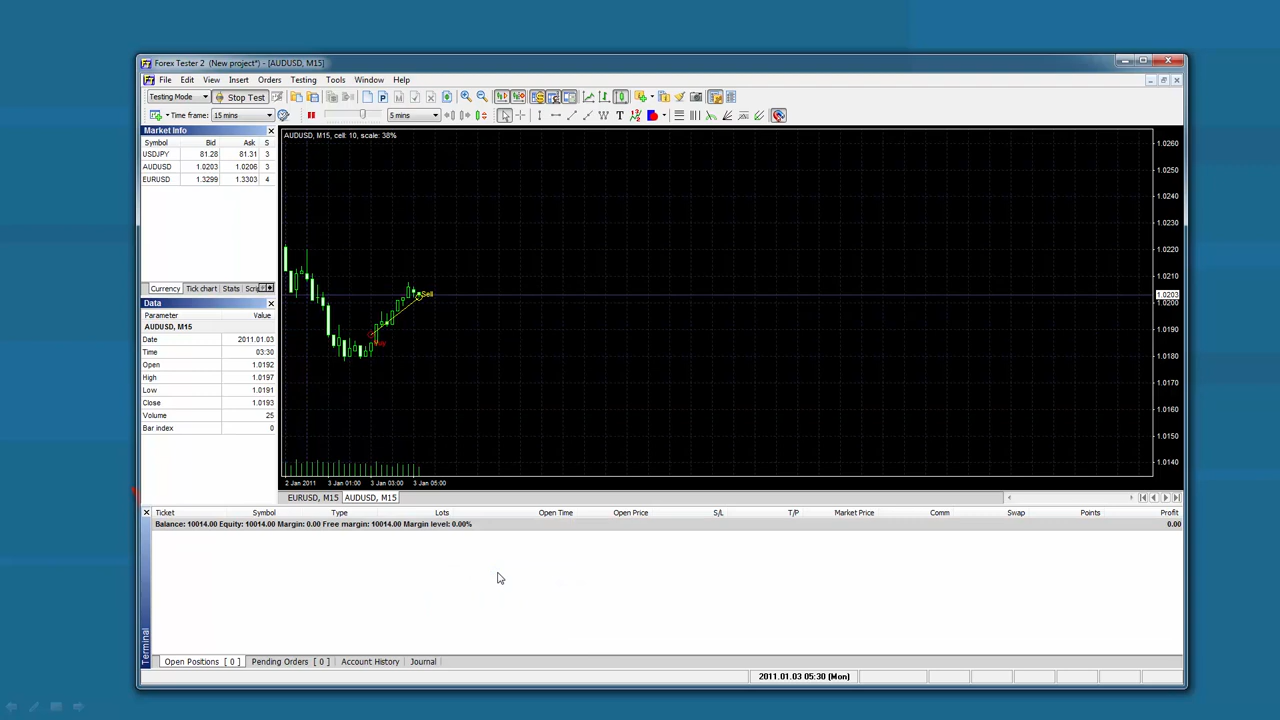 Forex Tester 2 (New project*) - [AUDUSD, M15]
File Edit View Insert Orders Testing Tools Window Help
Testing Mode Stop Test
Time frame: 15 mins 5 mins
Market Info
Symbol Bid Ask S
USDJPY 81.28 81.31 3
AUDUSD 1.0203 1.0206 3
EURUSD 1.3299 1.3303 4
Currency Tick chart Stats
Data
Parameter Value
AUDUSD, M15
Date 2011.01.03
Time 03:30
Open 1.0192
High 1.0197
Low 1.0191
Close 1.0193
Volume 25
Bar index 0
AUDUSD, M15, cell: 10, scale: 38%
Sell
1.0260
1.0250
1.0240
1.0230
1.0220
1.0210
1.0203
1.0190
1.0180
1.0170
1.0160
1.0150
1.0140
2 Jan 2011 3 Jan 01:00 3 Jan 03:00 3 Jan 05:00
EURUSD, M15 AUDUSD, M15
Ticket Symbol Type Lots Open Time Open Price S/L T/P Market Price Comm Swap Points Profit
Balance: 10014.00 Equity: 10014.00 Margin: 0.00 Free margin: 10014.00 Margin level: 0.00% 0.00
Terminal
Open Positions [ 0 ] Pending Orders [ 0 ] Account History Journal
2011.01.03 05:30 (Mon)